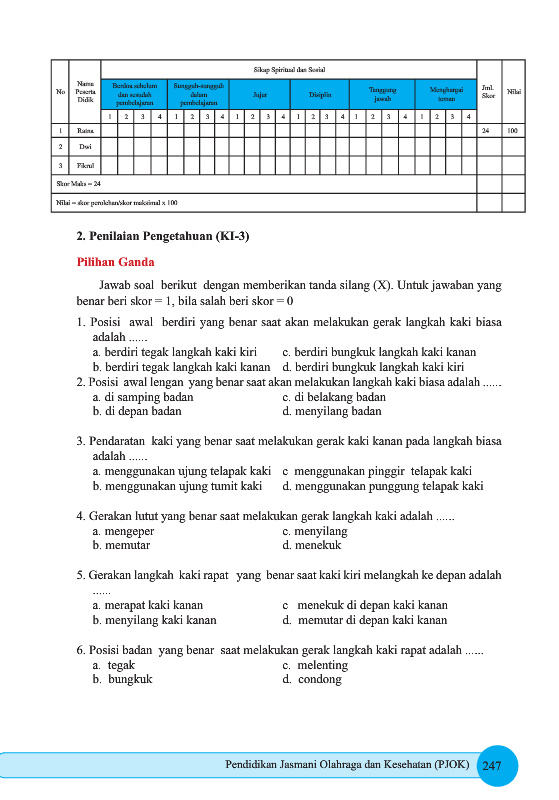 Sikap Spiritual dan Sosial
No
Nama Peserta Didik
Berdoa sebelum dan sesudah pembelajaran
Sungguh-sungguh dalam pembelajaran
Jujur
Disiplin
Tanggung jawab
Menghargai teman
Jml. Skor
Nilai
1 2 3 4 1 2 3 4 1 2 3 4 1 2 3 4 1 2 3 4 1 2 3 4
1 Ratna 24 100
2 Dwi
3 Fikrul
Skor Maks = 24
Nilai = skor perolehan/skor maksimal x 100
2. Penilaian Pengetahuan (KI-3)
Pilihan Ganda
Jawab soal berikut dengan memberikan tanda silang (X). Untuk jawaban yang
benar beri skor = 1, bila salah beri skor = 0
1. Posisi awal berdiri yang benar saat akan melakukan gerak langkah kaki biasa
adalah ......
a. berdiri tegak langkah kaki kiri c. berdiri bungkuk langkah kaki kanan
b. berdiri tegak langkah kaki kanan d. berdiri bungkuk langkah kaki kiri
2. Posisi awal lengan yang benar saat akan melakukan langkah kaki biasa adalah ......
a. di samping badan c. di belakang badan
b. di depan badan d. menyilang badan
3. Pendaratan kaki yang benar saat melakukan gerak kaki kanan pada langkah biasa
adalah ......
a. menggunakan ujung telapak kaki c menggunakan pinggir telapak kaki
b. menggunakan ujung tumit kaki d. menggunakan punggung telapak kaki
4. Gerakan lutut yang benar saat melakukan gerak langkah kaki adalah ......
a. mengeper c. menyilang
b. memutar d. menekuk
5. Gerakan langkah kaki rapat yang benar saat kaki kiri melangkah ke depan adalah
......
a. merapat kaki kanan c menekuk di depan kaki kanan
b. menyilang kaki kanan d. memutar di depan kaki kanan
6. Posisi badan yang benar saat melakukan gerak langkah kaki rapat adalah ......
a. tegak c. melenting
b. bungkuk d. condong
Pendidikan Jasmani Olahraga dan Kesehatan (PJOK) 247